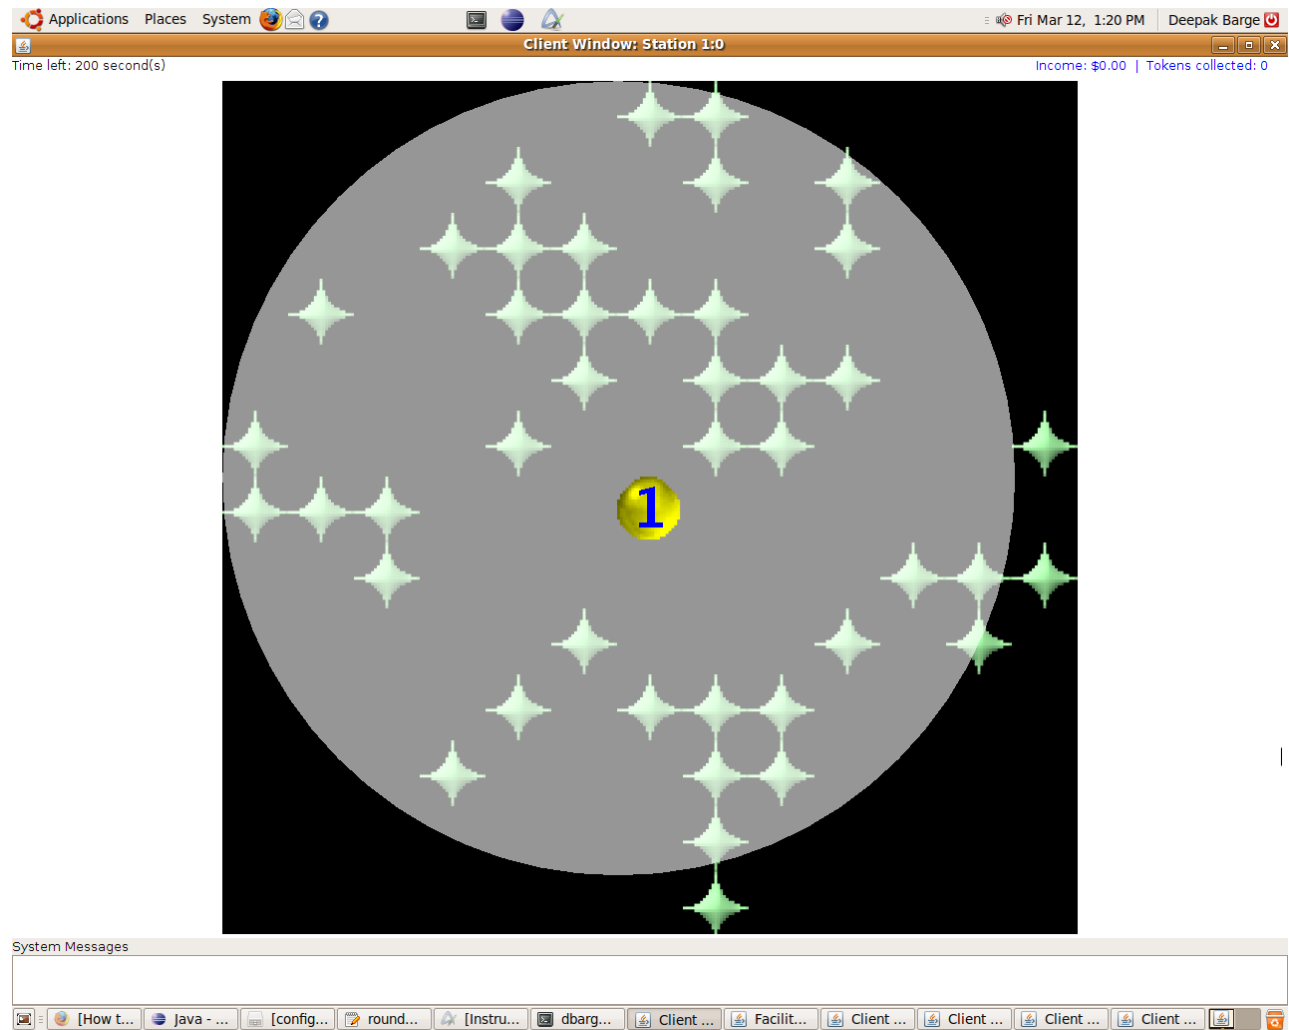 Applications Places System Fri Mar 12, 1:20 PM Deepak Barge
Client Window: Station 1:0
Time left: 200 second(s) Income: $0.00 | Tokens collected: 0
1
System Messages
[How t... Java - ... [config... round... [Instru... dbarg... Client ... Facilit... Client ... Client ... Client ... Client ...